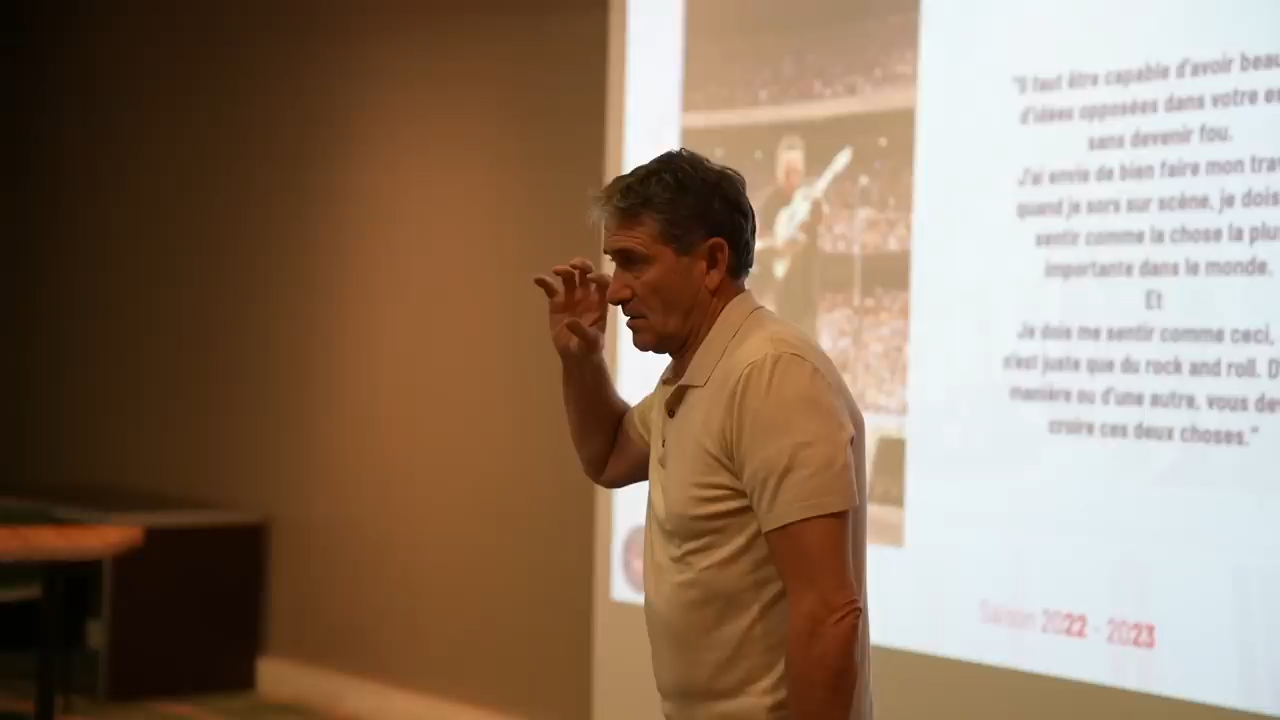 "Il faut être capable d'avoir beau
d'idées opposées dans votre es
sans devenir fou.
J'ai envie de bien faire mon tra
quand je sors sur scène, je dois
sentir comme la chose la plu
importante dans le monde.
Et
Je dois me sentir comme ceci,
n'est juste que du rock and roll. D
manière ou d'une autre, vous de
croire ces deux choses."
Saison 2022 - 2023